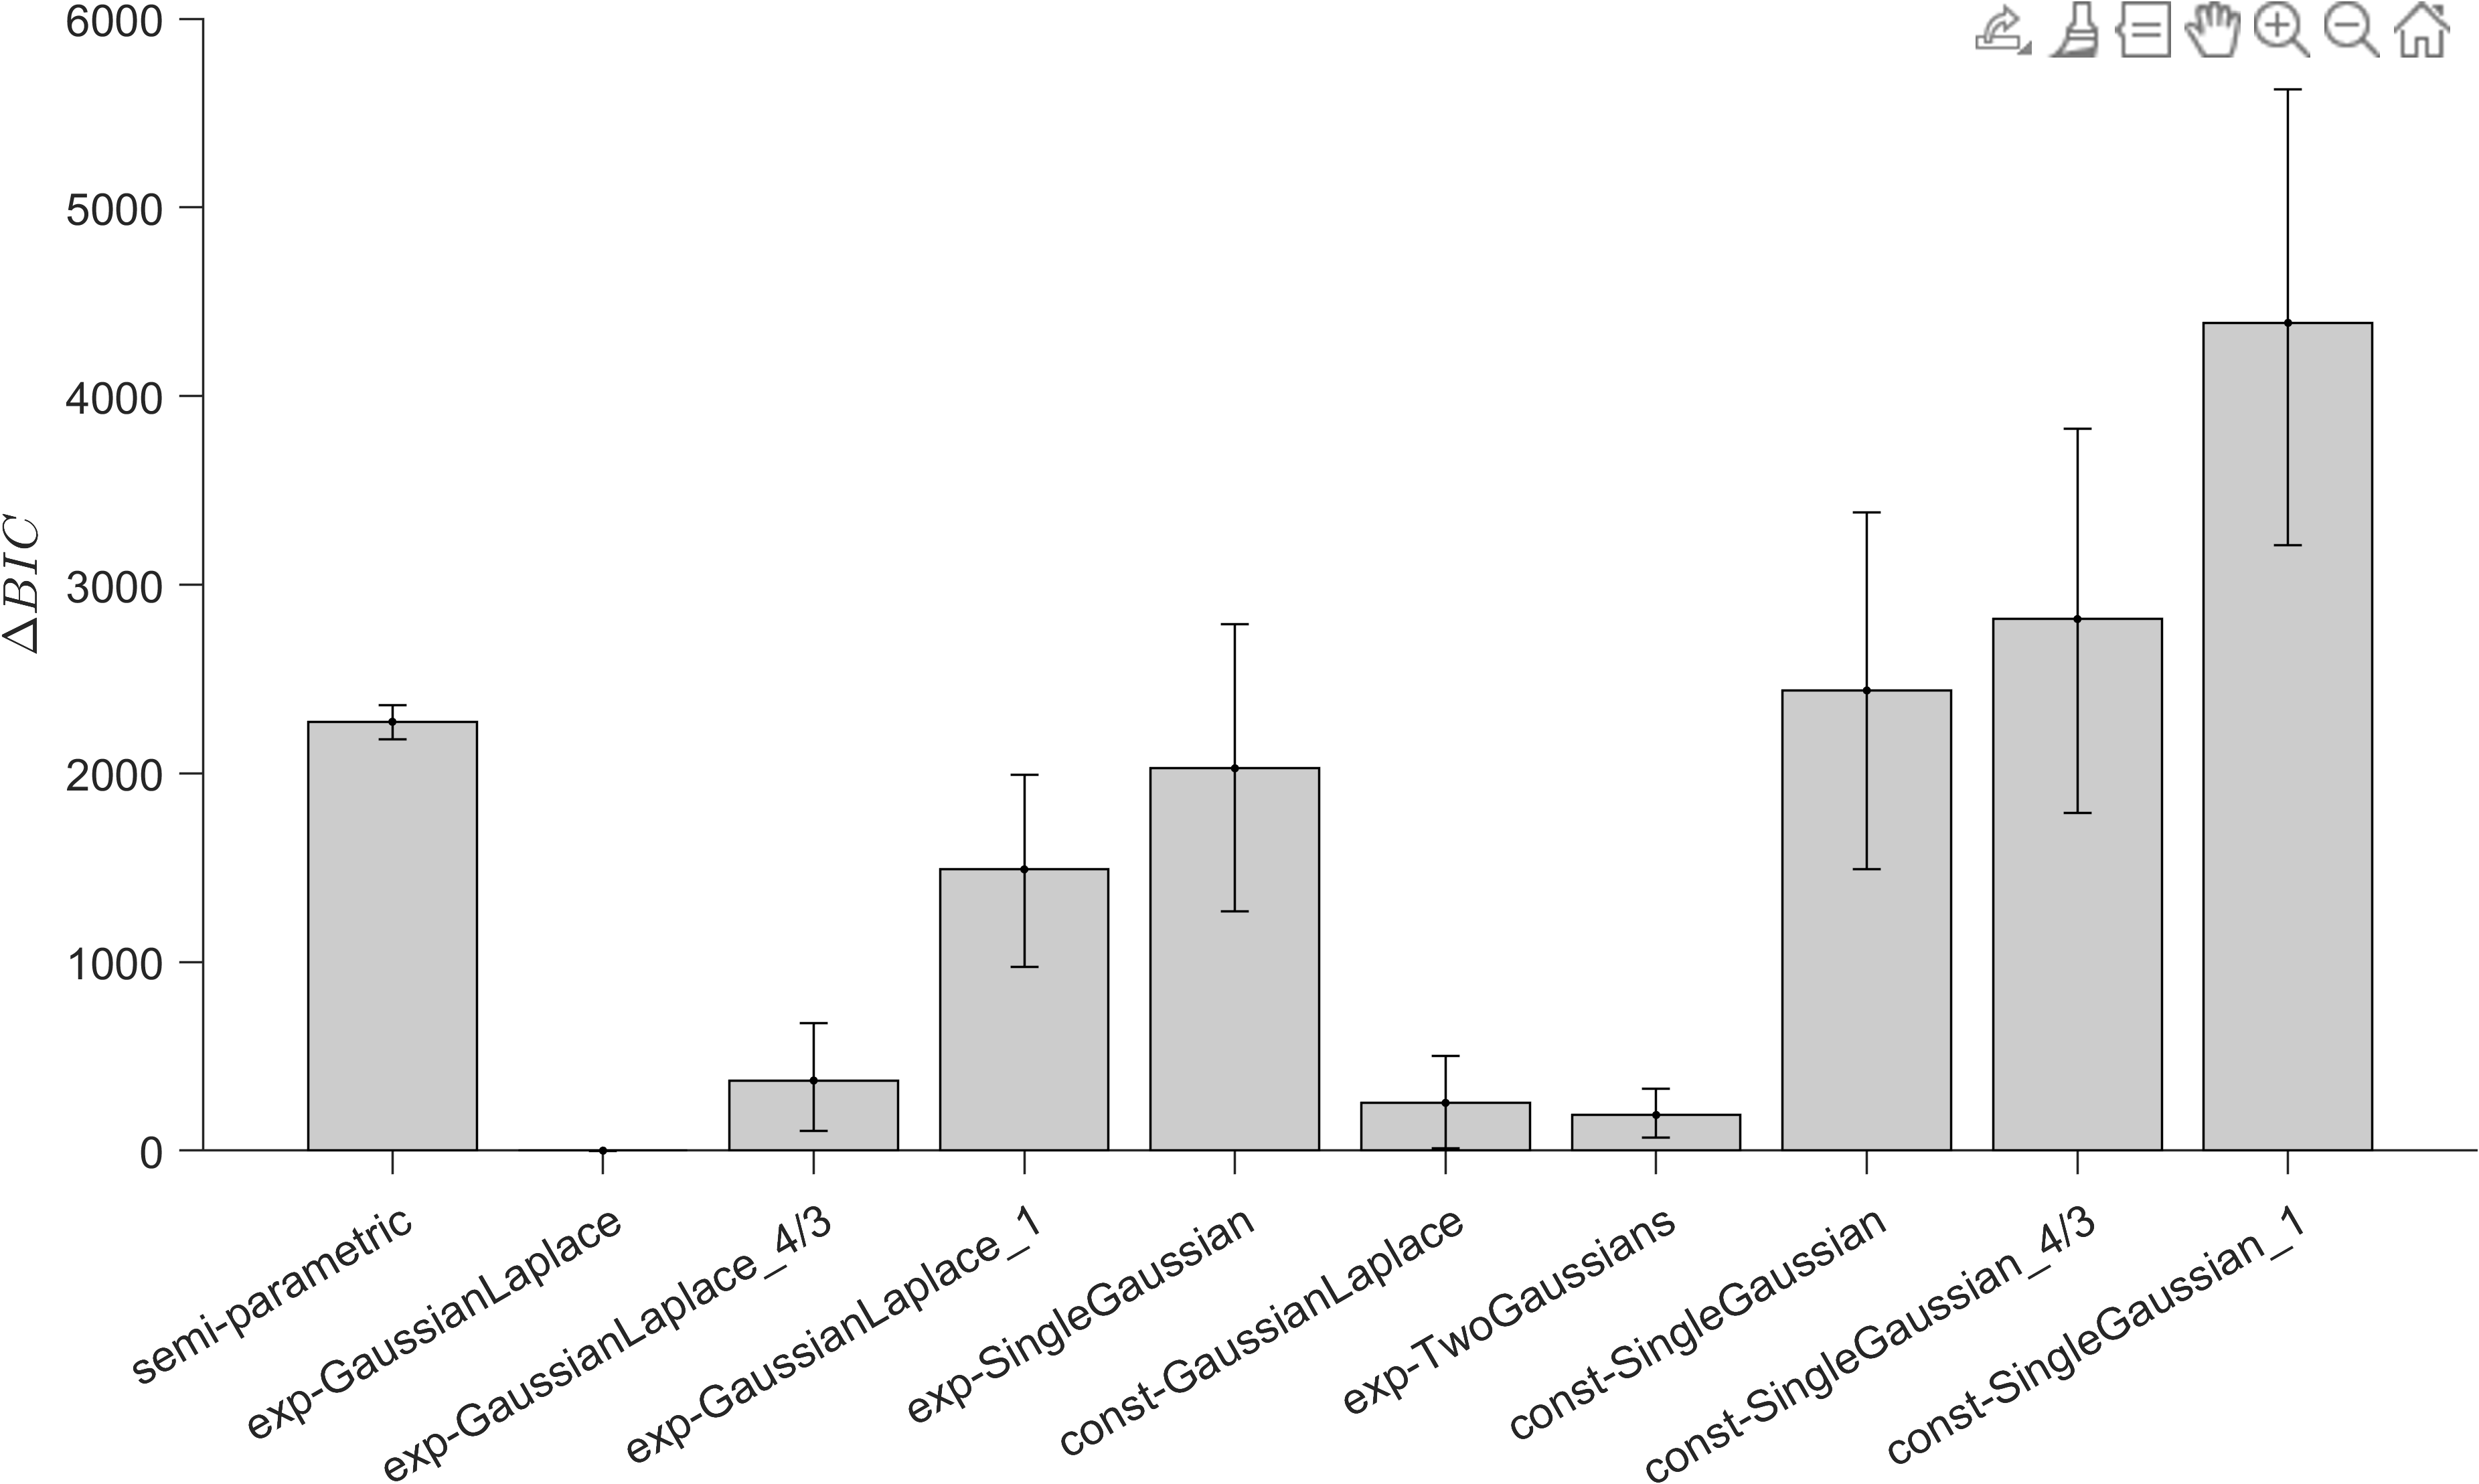 6000
5000
4000
3000
2000
1000
0
ΔBIC
semi-parametric
exp-GaussianLaplace
exp-GaussianLaplace_4/3
exp-GaussianLaplace_1
exp-SingleGaussian
const-GaussianLaplace
exp-TwoGaussians
const-SingleGaussian
const-SingleGaussian_4/3
const-SingleGaussian_1